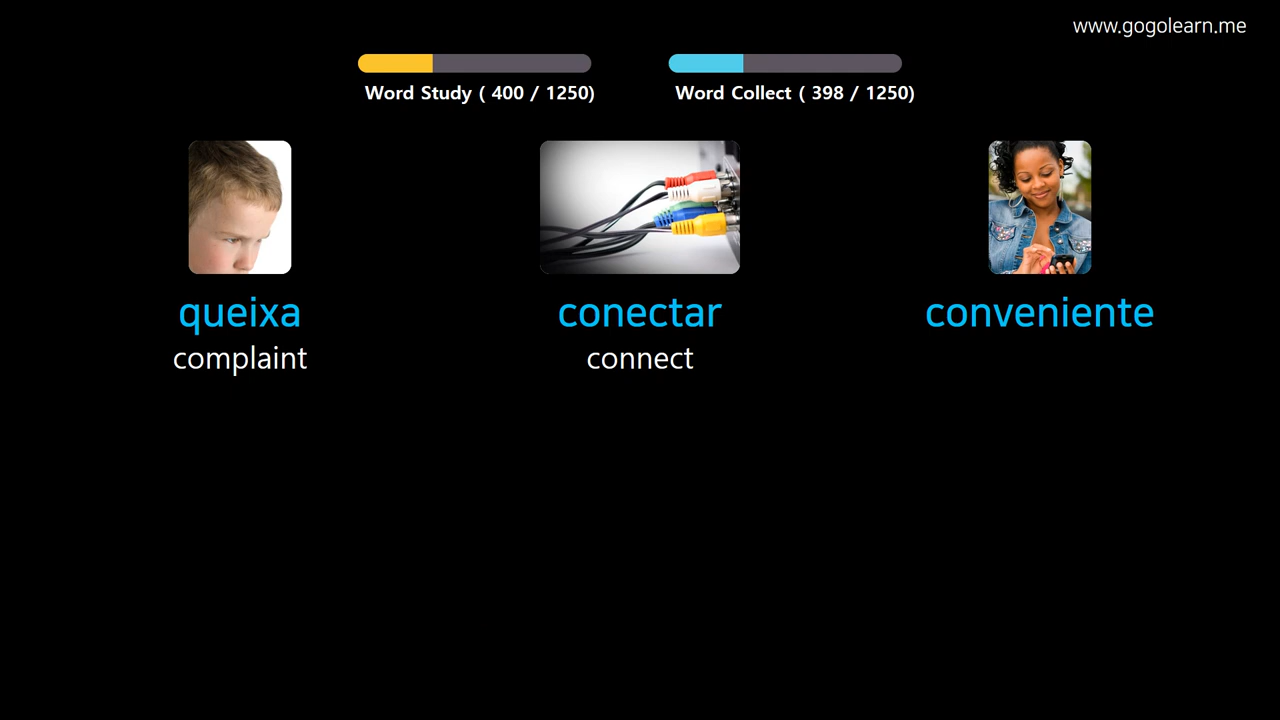 www.gogolearn.me
Word Study ( 400 / 1250)
Word Collect ( 398 / 1250)
queixa
complaint
conectar
connect
conveniente